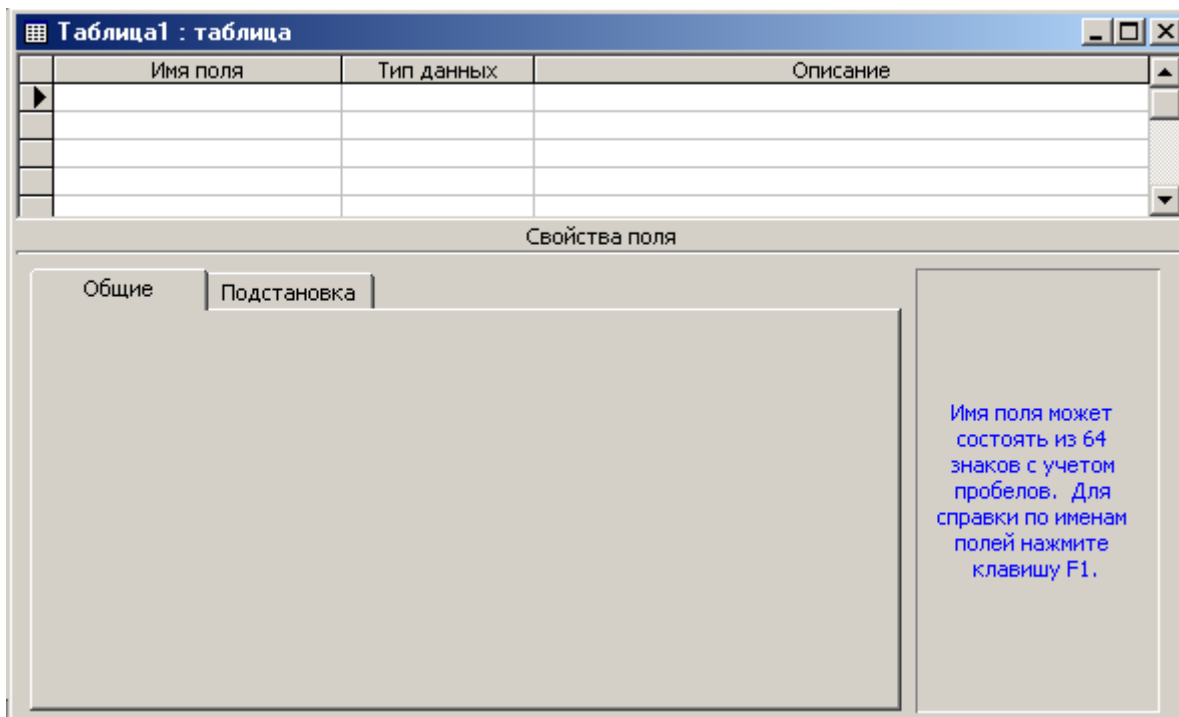 Таблица1 : таблица
Имя поля Тип данных Описание
Свойства поля
Общие Подстановка
Имя поля может
состоять из 64
знаков с учетом
пробелов. Для
справки по именам
полей нажмите
клавишу F1.